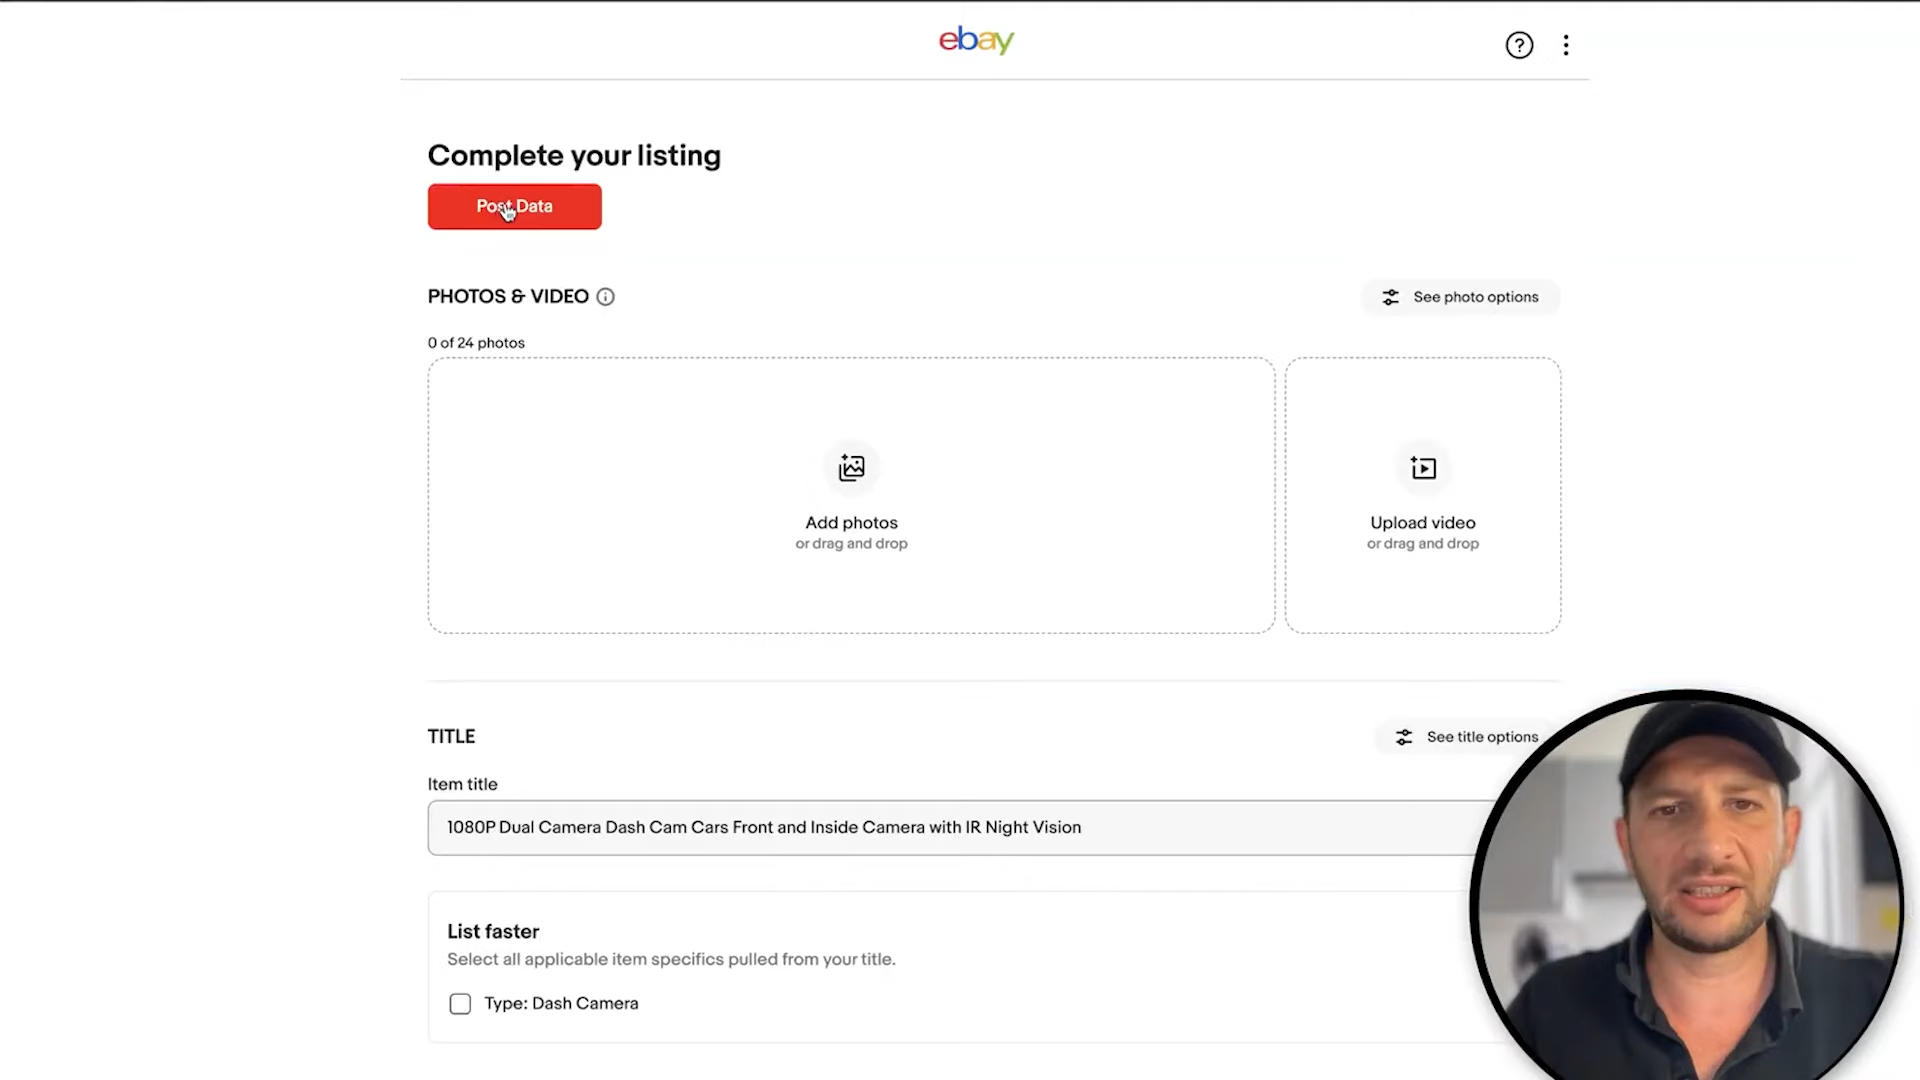 ebay
Complete your listing
Post Data
PHOTOS & VIDEO
See photo options
0 of 24 photos
Add photos
or drag and drop
Upload video
or drag and drop
TITLE
See title options
Item title
1080P Dual Camera Dash Cam Cars Front and Inside Camera with IR Night Vision
List faster
Select all applicable item specifics pulled from your title.
Type: Dash Camera